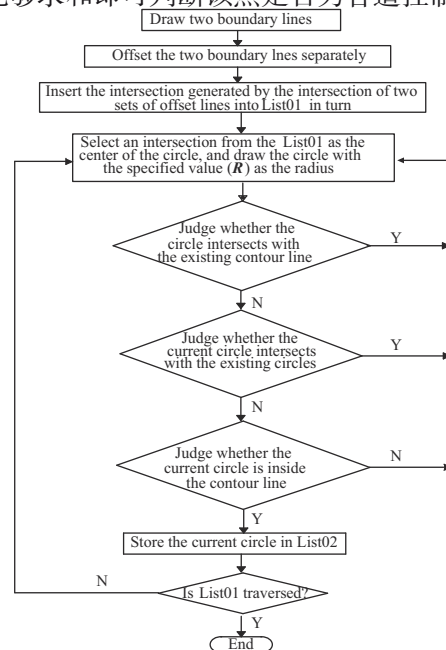 Draw two boundary lines
Offset the two boundary lnes separately
Insert the intersection generated by the intersection of two
sets of offset lines into List01 in turn
Select an intersection from the List01 as the
center of the circle, and draw the circle with
the specified value (R) as the radius
Judge whether the
circle intersects with
the existing contour line
Y
N
Judge whether the
current circle intersects
with the existing circles
Y
N
Judge whether the
current circle is inside
the contour line
N
Y
Store the current circle in List02
N
Is List01 traversed?
Y
End